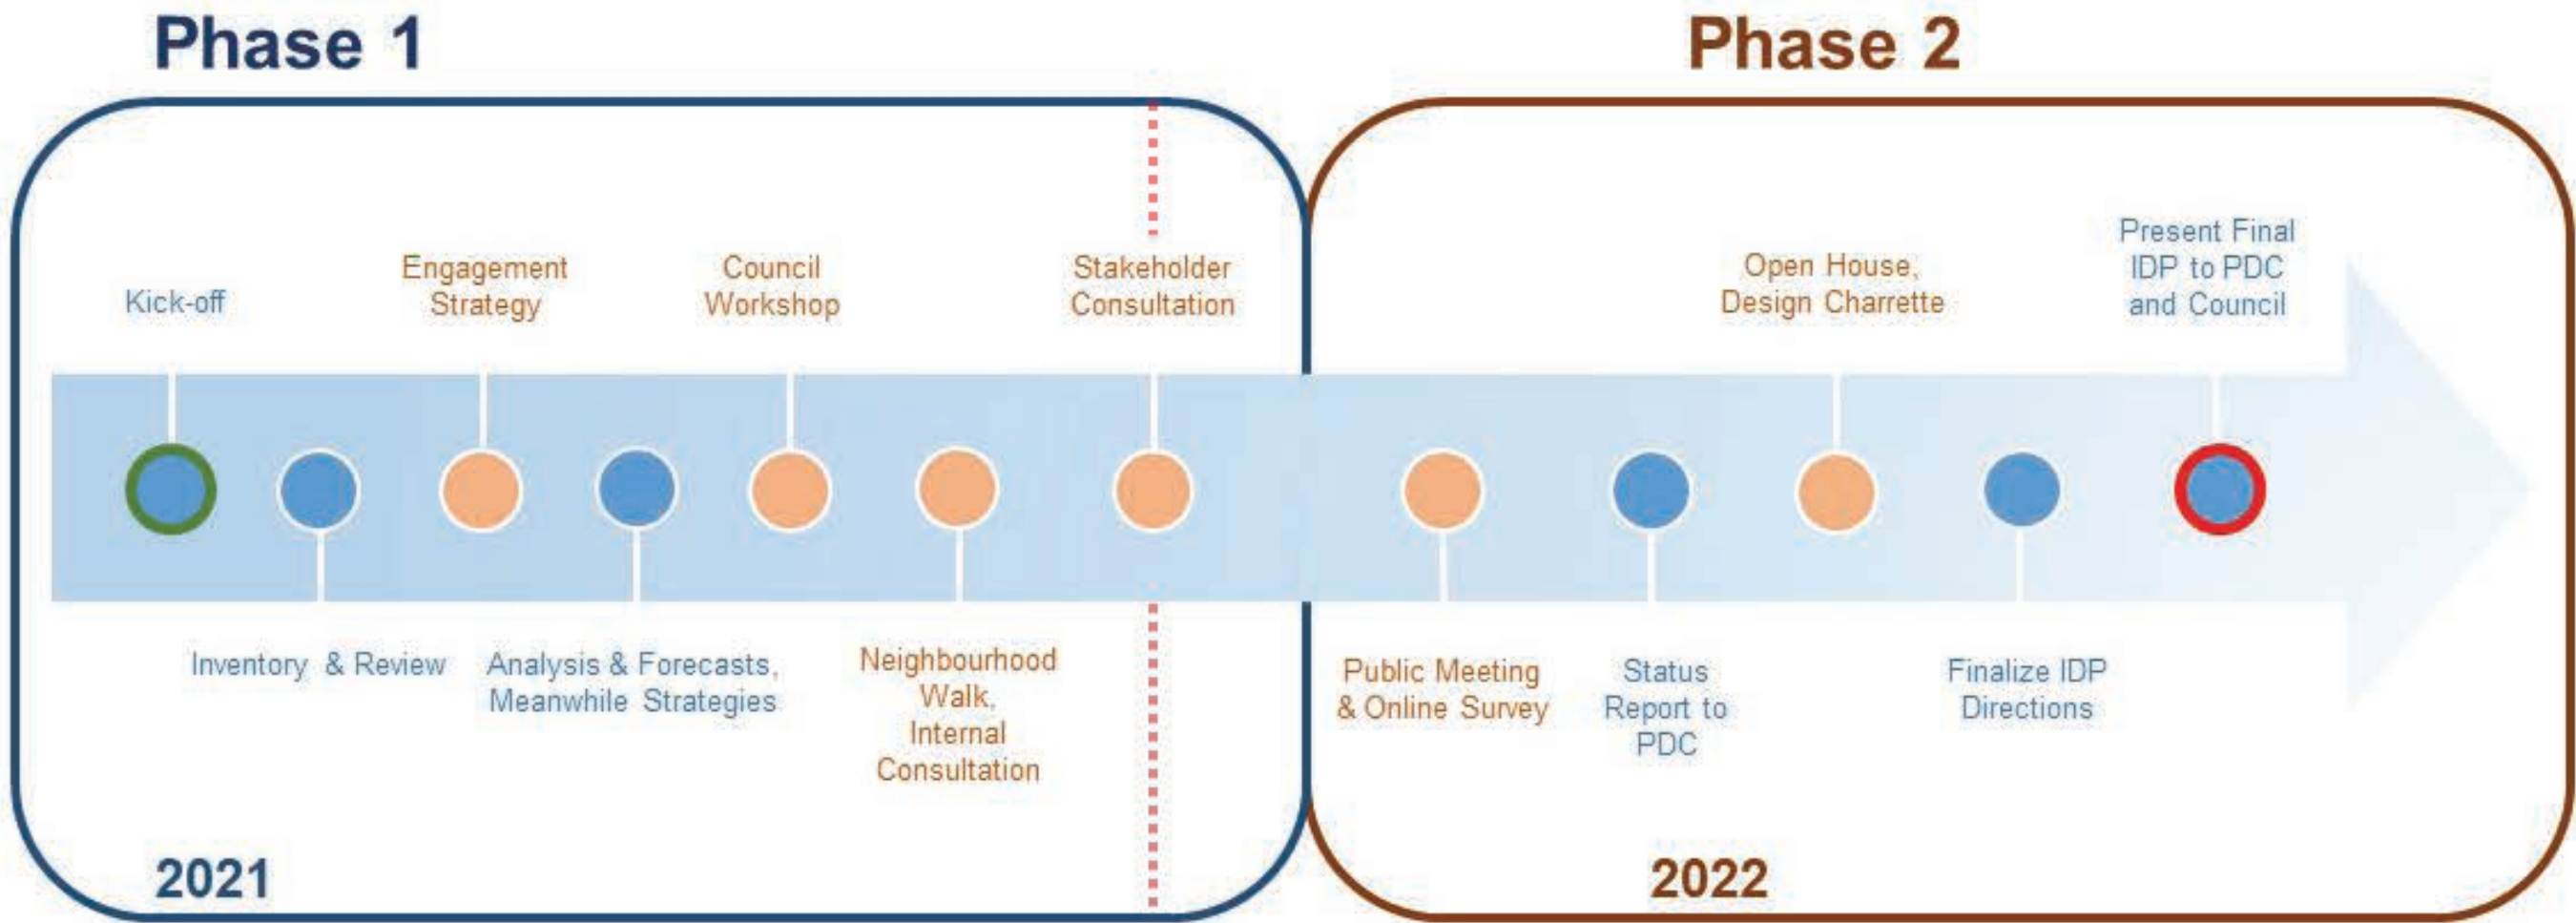 Phase 1
Phase 2
Kick-off
Engagement
Strategy
Council
Workshop
Stakeholder
Consultation
Open House,
Design Charrette
Present Final
IDP to PDC
and Council
Inventory & Review
Analysis & Forecasts,
Meanwhile Strategies
Neighbourhood
Walk,
Internal
Consultation
Public Meeting
& Online Survey
Status
Report to
PDC
Finalize IDP
Directions
2021
2022